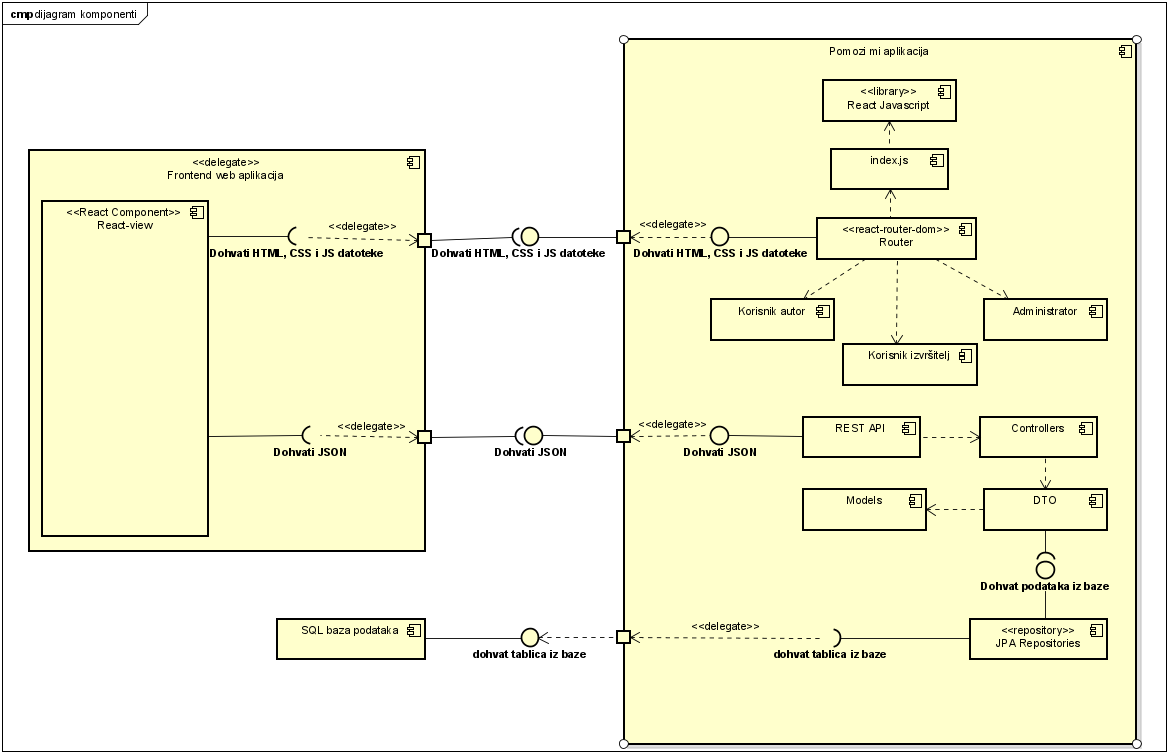 cmp dijagram komponenti
Pomozi mi aplikacija
<<library>>
React Javascript
index.js
<<delegate>>
Frontend web aplikacija
<<React Component>>
React-view
<<delegate>>
Dohvati HTML, CSS i JS datoteke
Dohvati HTML, CSS i JS datoteke
<<delegate>>
Dohvati HTML, CSS i JS datoteke
<<react-router-dom>>
Router
Korisnik autor
Administrator
Korisnik izvršitelj
<<delegate>>
Dohvati JSON
Dohvati JSON
<<delegate>>
Dohvati JSON
REST API
Controllers
Models
DTO
Dohvat podataka iz baze
SQL baza podataka
dohvat tablica iz baze
<<delegate>>
dohvat tablica iz baze
<<repository>>
JPA Repositories